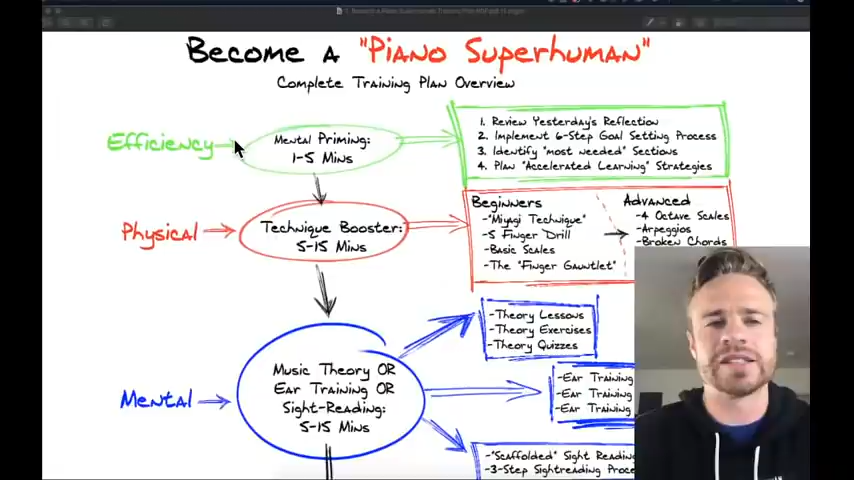 Become a "Piano Superhuman"
Complete Training Plan Overview
Efficiency
Mental Priming:
1-5 Mins
1. Review Yesterday's Reflection
2. Implement 6-Step Goal Setting Process
3. Identify "most needed" Sections
4. Plan "Accelerated Learning" Strategies
Physical
Technique Booster:
5-15 Mins
Beginners
-"Miyagi Technique"
-5 Finger Drill
-Basic Scales
-The "Finger Gauntlet"
Advanced
-4 Octave Scales
-Arpeggios
-Broken Chords
Mental
Music Theory OR
Ear Training OR
Sight-Reading:
5-15 Mins
-Theory Lessons
-Theory Exercises
-Theory Quizzes
-Ear Training
-Ear Training
-Ear Training
-"Scaffolded" Sight Reading
-3-Step Sightreading